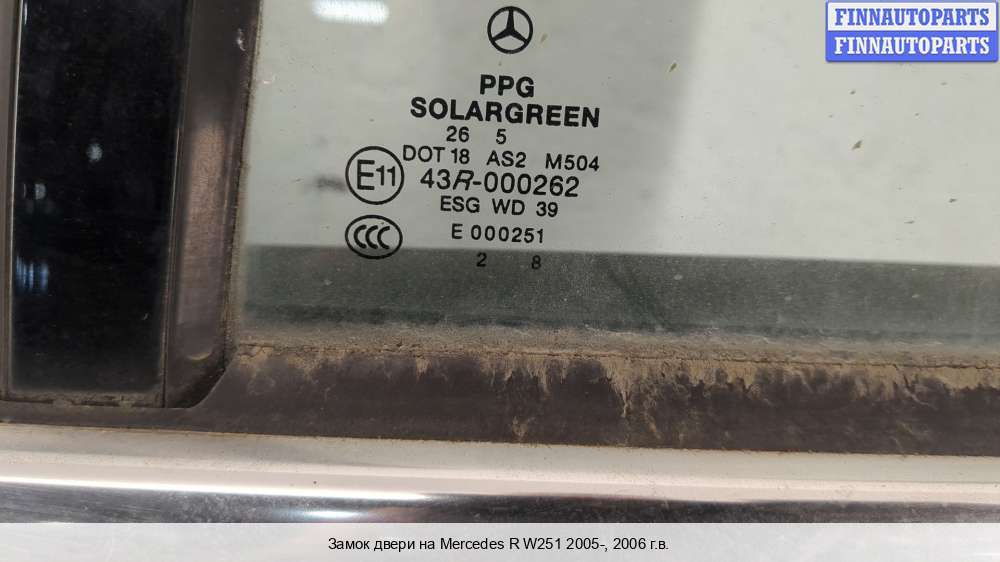 FINNAUTOPARTS
FINNAUTOPARTS
PPG
SOLARGREEN
26 5
DOT 18 AS2 M504
E11
43R-000262
ESG WD 39
CCC
E 000251
2 8
Замок двери на Mercedes R W251 2005-, 2006 г.в.